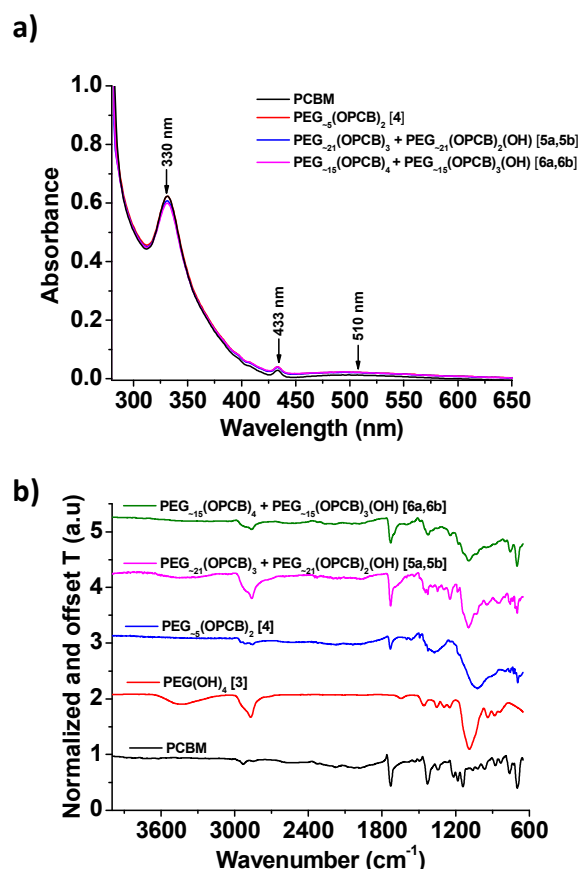 a)
PCBM
PEG~5(OPCB)2 [4]
PEG~21(OPCB)3 + PEG~21(OPCB)2(OH) [5a,5b]
PEG~15(OPCB)4 + PEG~15(OPCB)3(OH) [6a,6b]
330 nm
433 nm
510 nm
1.0
0.8
0.6
0.4
0.2
0.0
Absorbance
300 350 400 450 500 550 600 650
Wavelength (nm)
b)
PEG~15(OPCB)4 + PEG~15(OPCB)3(OH) [6a,6b]
PEG~21(OPCB)3 + PEG~21(OPCB)2(OH) [5a,5b]
PEG~5(OPCB)2 [4]
PEG(OH)4 [3]
PCBM
5
4
3
2
1
0
Normalized and offset T (a.u)
3600 3000 2400 1800 1200 600
Wavenumber (cm-1)